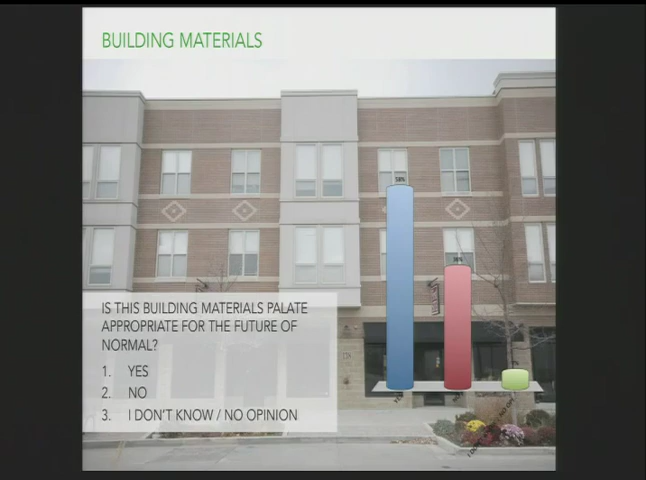 BUILDING MATERIALS
IS THIS BUILDING MATERIALS PALATE
APPROPRIATE FOR THE FUTURE OF
NORMAL?
1. YES
2. NO
3. I DON'T KNOW / NO OPINION